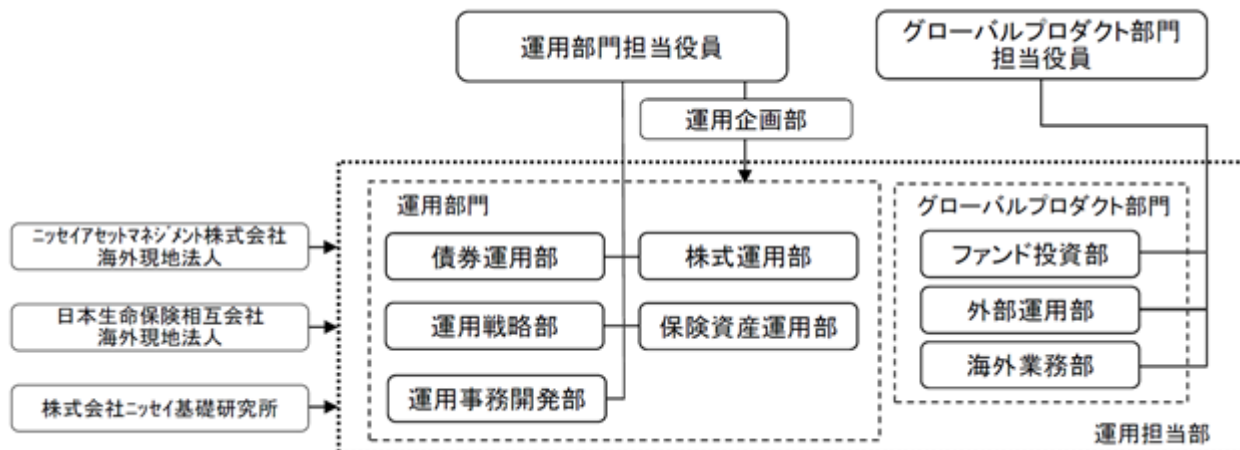 運用部門担当役員
グローバルプロダクト部門
担当役員
運用企画部
運用部門
グローバルプロダクト部門
ニッセイアセットマネジメント株式会社
海外現地法人
債券運用部
株式運用部
ファンド投資部
日本生命保険相互会社
海外現地法人
運用戦略部
保険資産運用部
外部運用部
海外業務部
株式会社ニッセイ基礎研究所
運用事務開発部
運用担当部